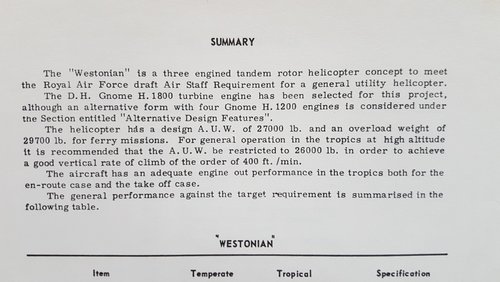 SUMMARY
The "Westonian" is a three engined tandem rotor helicopter concept to meet
the Royal Air Force draft Air Staff Requirement for a general utility helicopter.
The D.H. Gnome H.1800 turbine engine has been selected for this project,
although an alternative form with four Gnome H.1200 engines is considered under
the Section entitled "Alternative Design Features".
The helicopter has a design A.U.W. of 27000 lb. and an overload weight of
29700 lb. for ferry missions. For general operation in the tropics at high altitude
it is recommended that the A.U.W. be restricted to 26000 lb. in order to achieve
a good vertical rate of climb of the order of 400 ft./min.
The aircraft has an adequate engine out performance in the tropics both for the
en-route case and the take off case.
The general performance against the target requirement is summarised in the
following table.
"WESTONIAN"
Item Temperate Tropical Specification